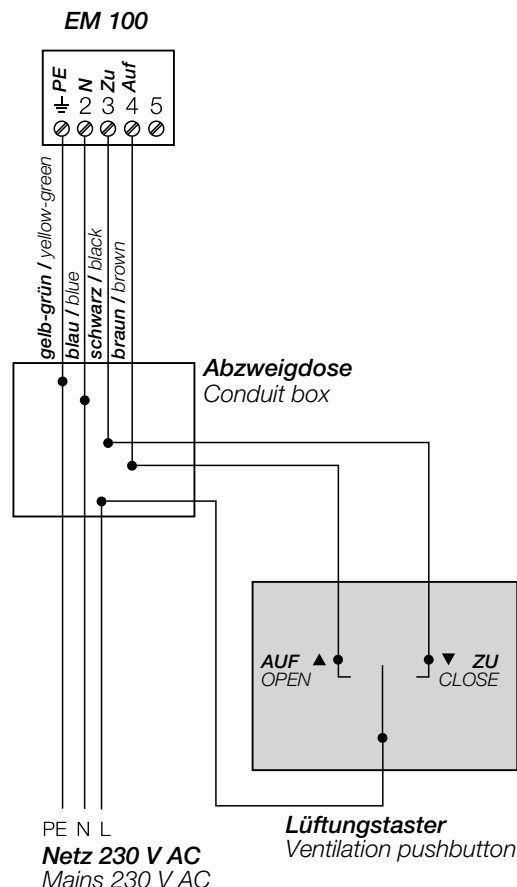 EM 100
PE N Zu Auf
2 3 4 5
gelb-grün / yellow-green
blau / blue
schwarz / black
braun / brown
Abzweigdose
Conduit box
AUF ▲
OPEN
▼ ZU
CLOSE
PE N L
Netz 230 V AC
Mains 230 V AC
Lüftungstaster
Ventilation pushbutton